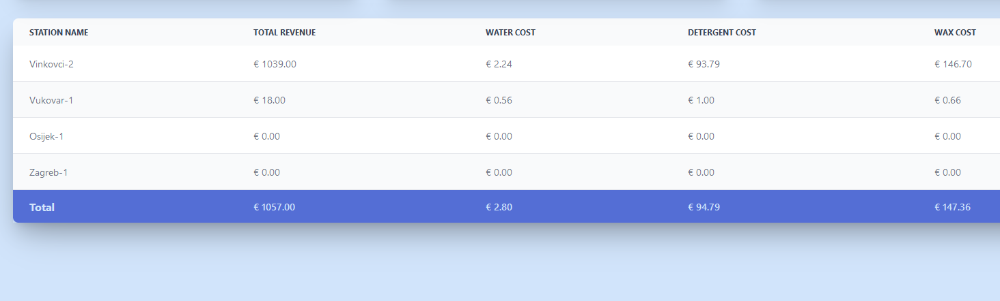 STATION NAME TOTAL REVENUE WATER COST DETERGENT COST WAX COST
Vinkovci-2 € 1039.00 € 2.24 € 93.79 € 146.70
Vukovar-1 € 18.00 € 0.56 € 1.00 € 0.66
Osijek-1 € 0.00 € 0.00 € 0.00 € 0.00
Zagreb-1 € 0.00 € 0.00 € 0.00 € 0.00
Total € 1057.00 € 2.80 € 94.79 € 147.36